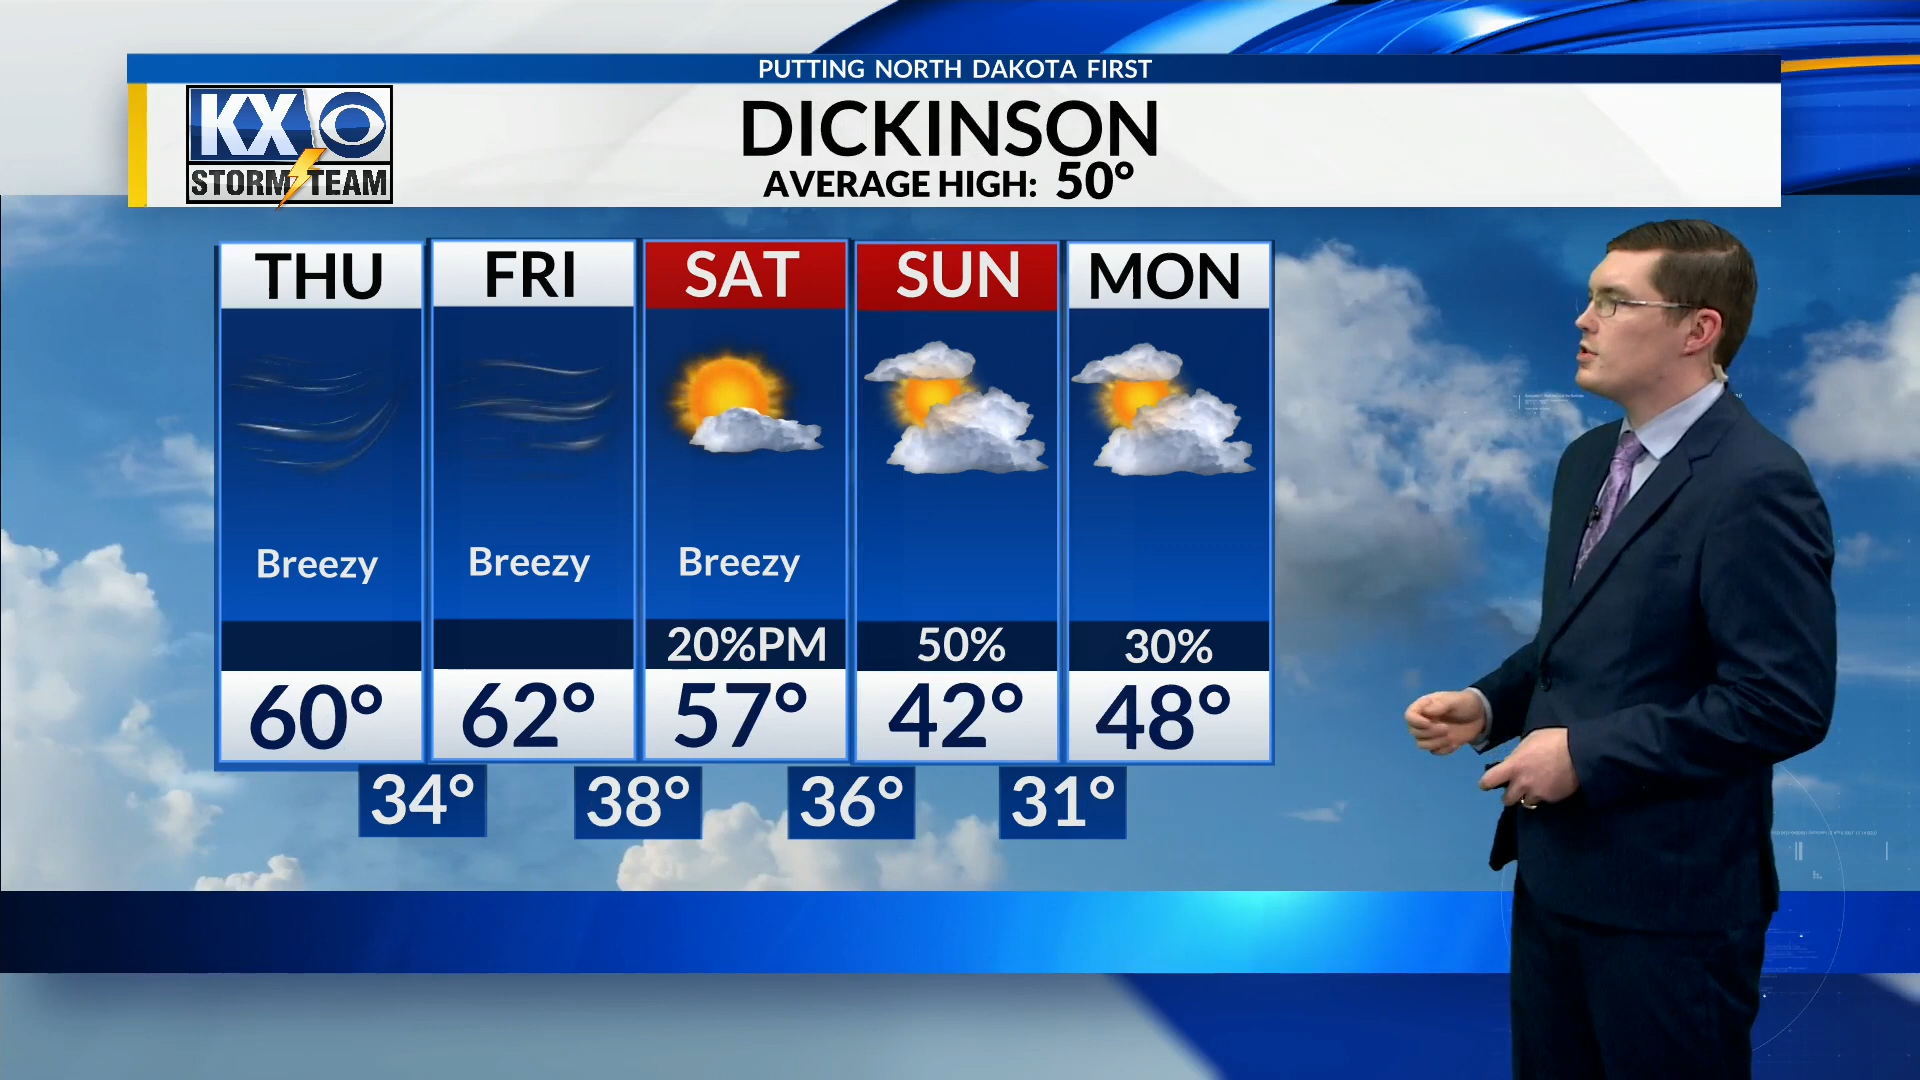 PUTTING NORTH DAKOTA FIRST
KX
STORM TEAM
DICKINSON
AVERAGE HIGH: 50°
THU FRI SAT SUN MON
Breezy Breezy Breezy
20%PM 50% 30%
60° 62° 57° 42° 48°
34° 38° 36° 31°